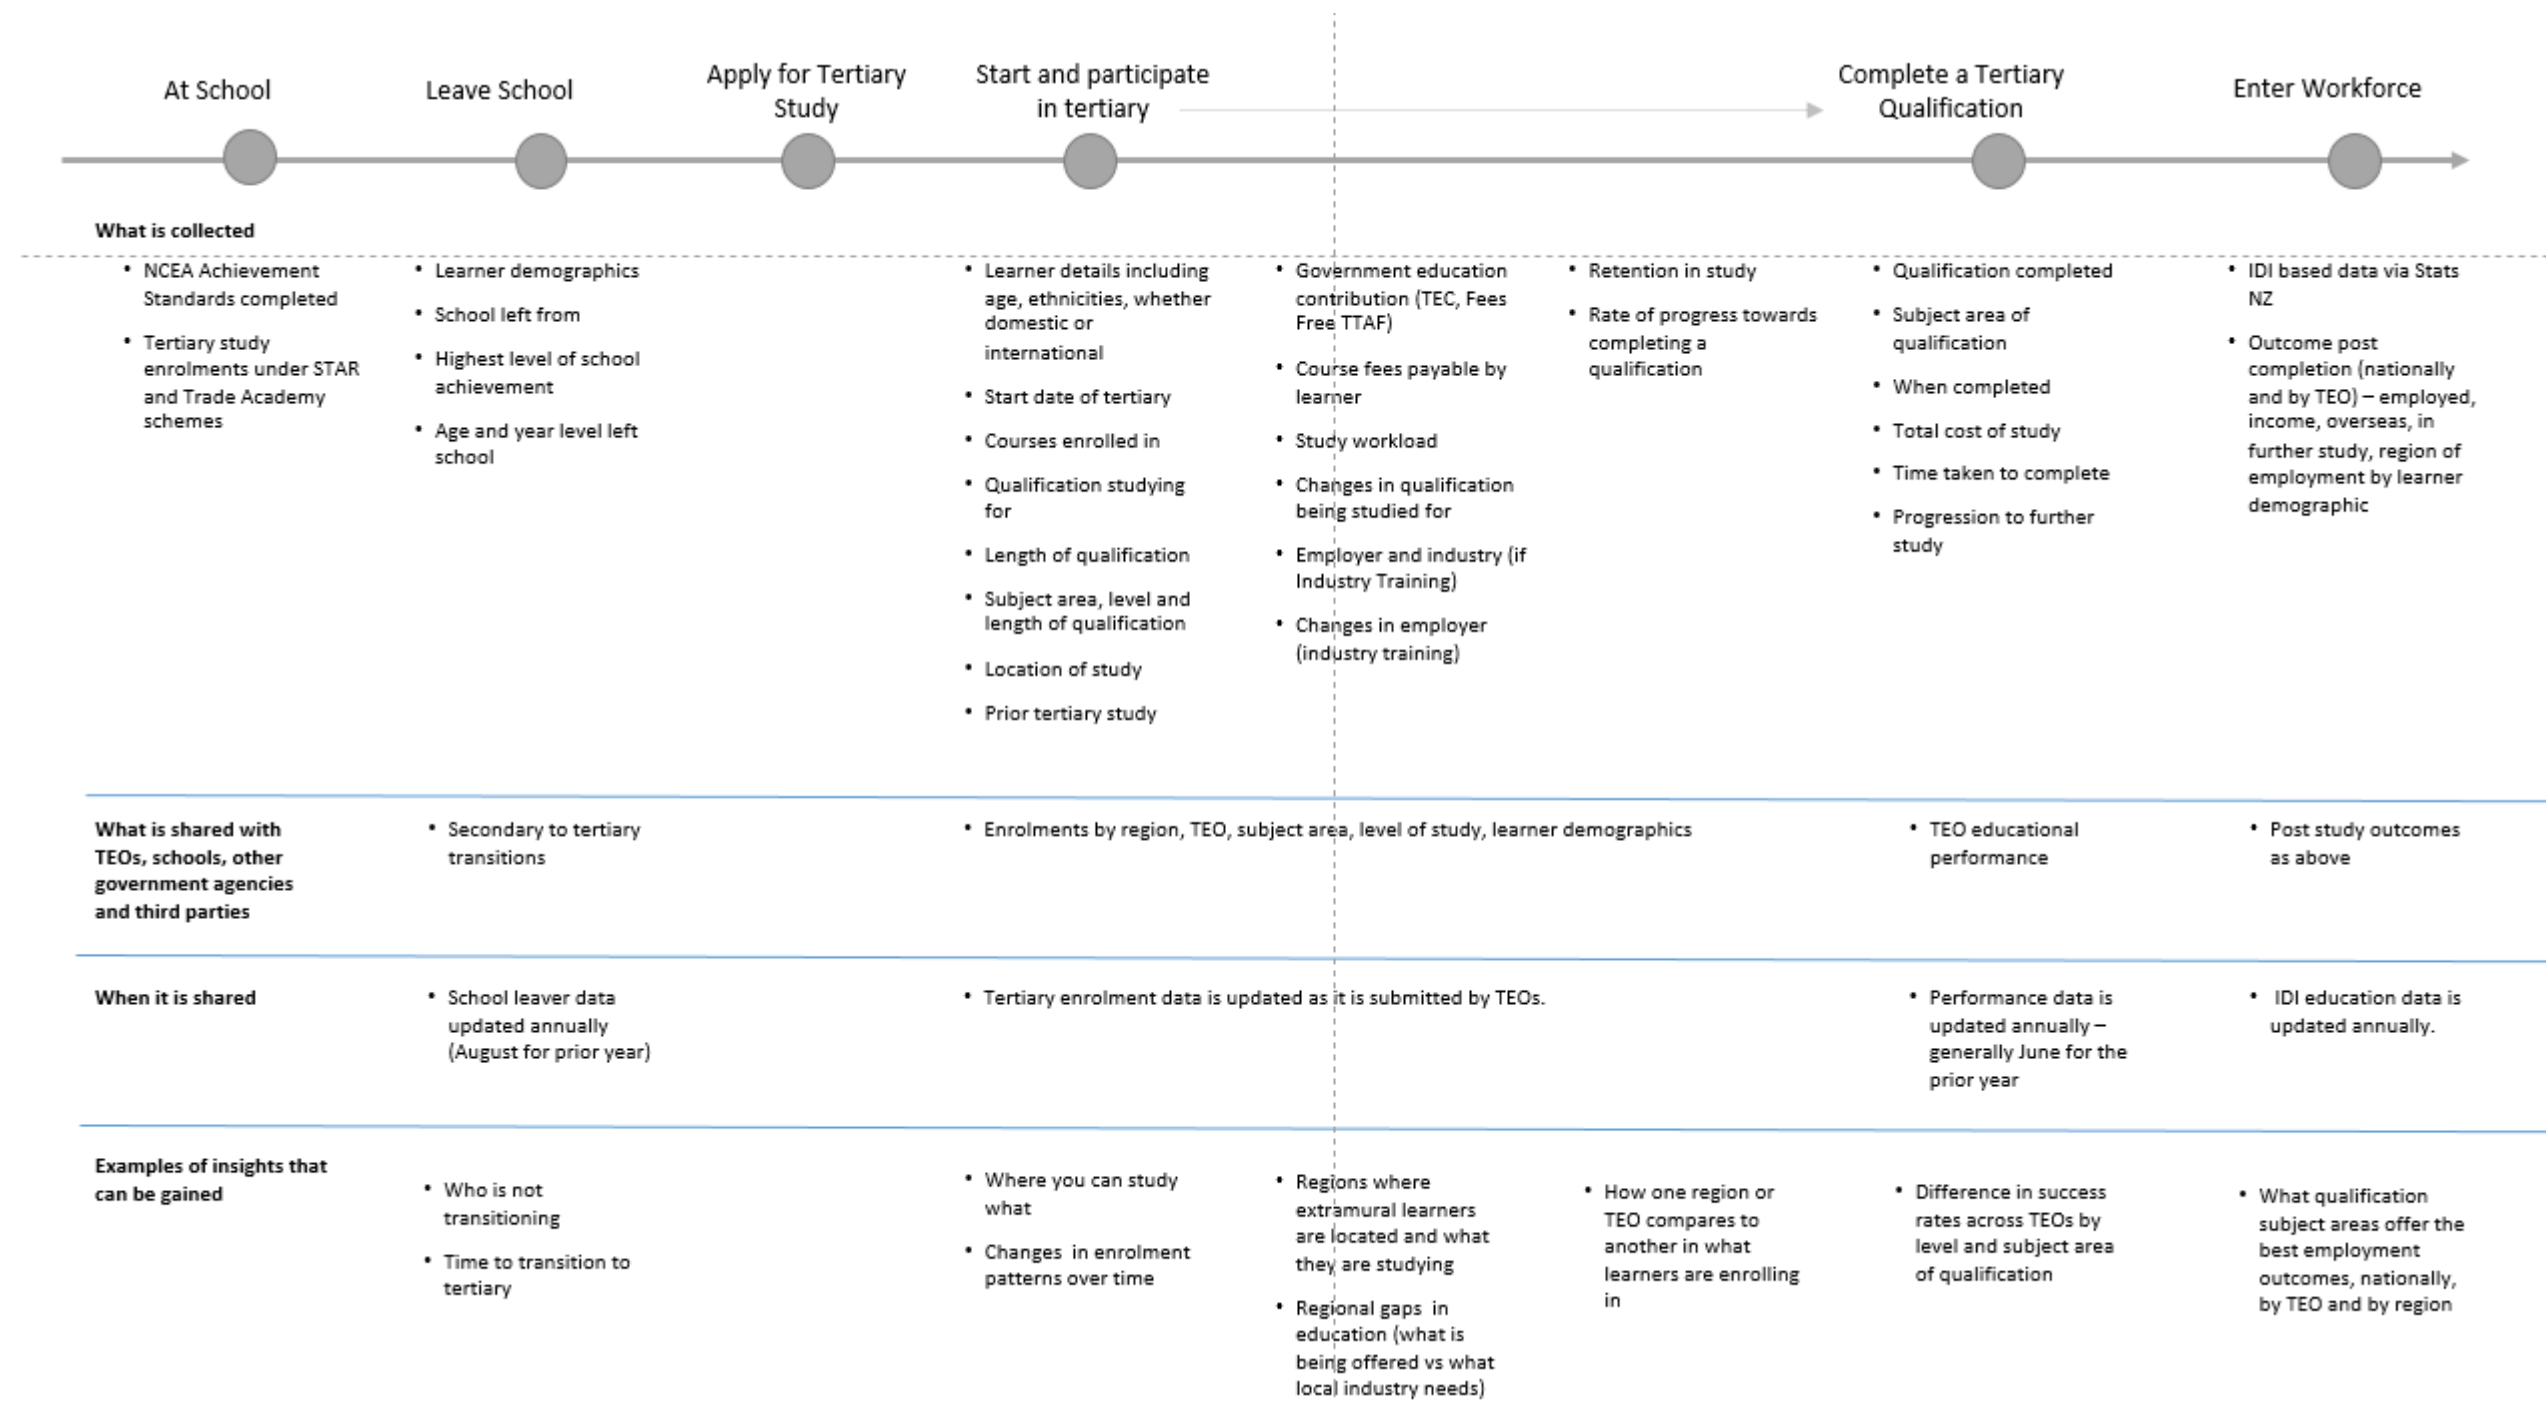 At School
Leave School
Apply for Tertiary
Study
Start and participate
in tertiary
Complete a Tertiary
Qualification
Enter Workforce
What is collected
• NCEA Achievement
Standards completed
• Tertiary study
enrolments under STAR
and Trade Academy
schemes
• Learner demographics
• School left from
• Highest level of school
achievement
• Age and year level left
school
• Learner details including
age, ethnicities, whether
domestic or
international
• Start date of tertiary
• Courses enrolled in
• Qualification studying
for
• Length of qualification
• Subject area, level and
length of qualification
• Location of study
• Prior tertiary study
• Government education
contribution (TEC, Fees
Free TTAF)
• Course fees payable by
learner
• Study workload
• Changes in qualification
being studied for
• Employer and industry (if
Industry Training)
• Changes in employer
(industry training)
• Retention in study
• Rate of progress towards
completing a
qualification
• Qualification completed
• Subject area of
qualification
• When completed
• Total cost of study
• Time taken to complete
• Progression to further
study
• IDI based data via Stats
NZ
• Outcome post
completion (nationally
and by TEO) – employed,
income, overseas, in
further study, region of
employment by learner
demographic
What is shared with
TEOs, schools, other
government agencies
and third parties
• Secondary to tertiary
transitions
• Enrolments by region, TEO, subject area, level of study, learner demographics
• TEO educational
performance
• Post study outcomes
as above
When it is shared
• School leaver data
updated annually
(August for prior year)
• Tertiary enrolment data is updated as it is submitted by TEOs.
• Performance data is
updated annually –
generally June for the
prior year
• IDI education data is
updated annually.
Examples of insights that
can be gained
• Who is not
transitioning
• Time to transition to
tertiary
• Where you can study
what
• Changes in enrolment
patterns over time
• Regions where
extramural learners
are located and what
they are studying
• Regional gaps in
education (what is
being offered vs what
local industry needs)
• How one region or
TEO compares to
another in what
learners are enrolling
in
• Difference in success
rates across TEOs by
level and subject area
of qualification
• What qualification
subject areas offer the
best employment
outcomes, nationally,
by TEO and by region